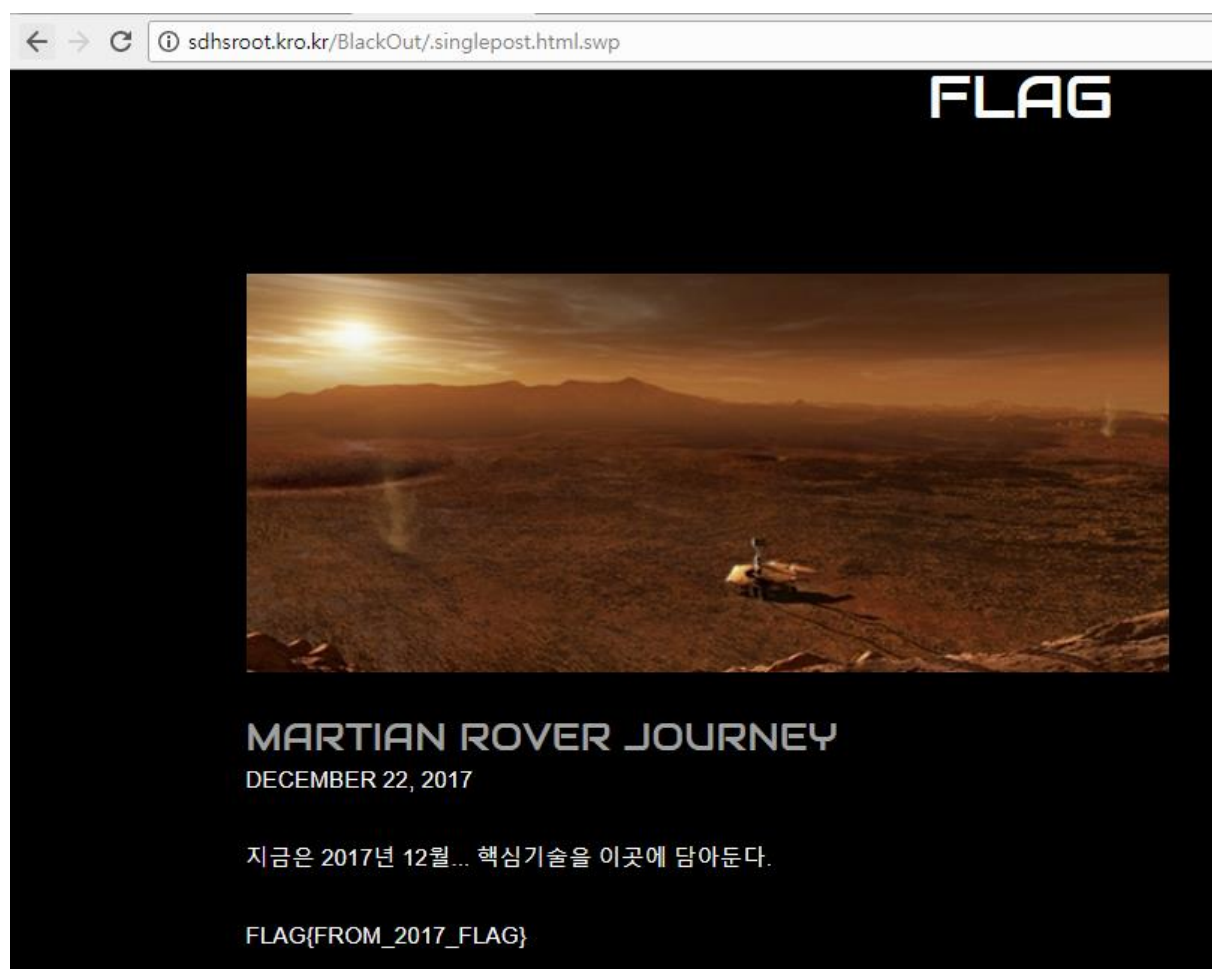 sdhsroot.kro.kr/BlackOut/.singlepost.html.swp
FLAG
MARTIAN ROVER JOURNEY
DECEMBER 22, 2017
지금은 2017년 12월... 핵심기술을 이곳에 담아둔다.
FLAG{FROM_2017_FLAG}